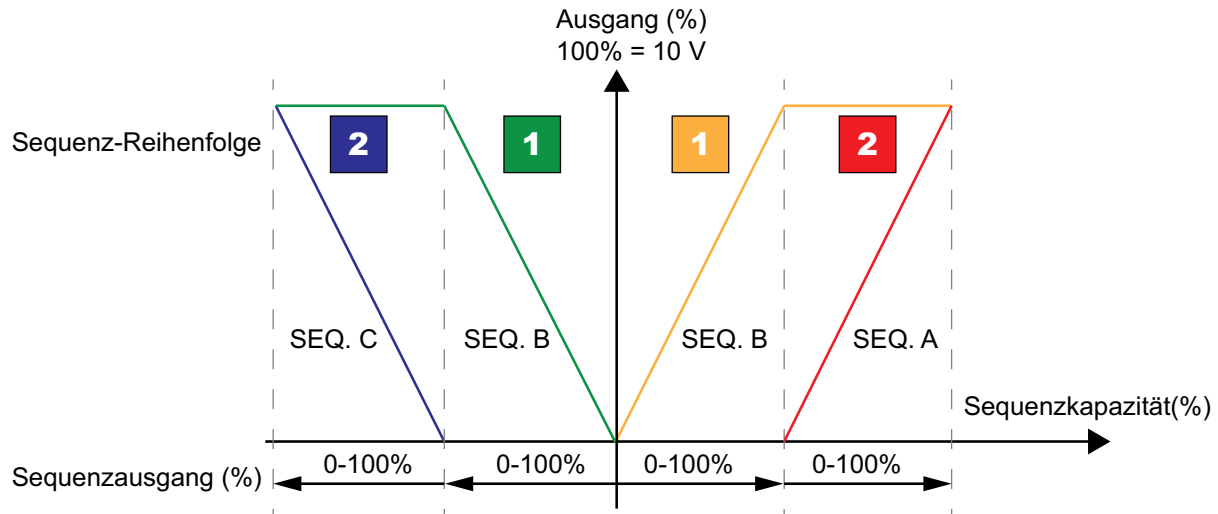 Ausgang (%)
100% = 10 V
Sequenz-Reihenfolge
2
1
1
2
SEQ. C
SEQ. B
SEQ. B
SEQ. A
Sequenzkapazität(%)
Sequenzausgang (%)
0-100%
0-100%
0-100%
0-100%